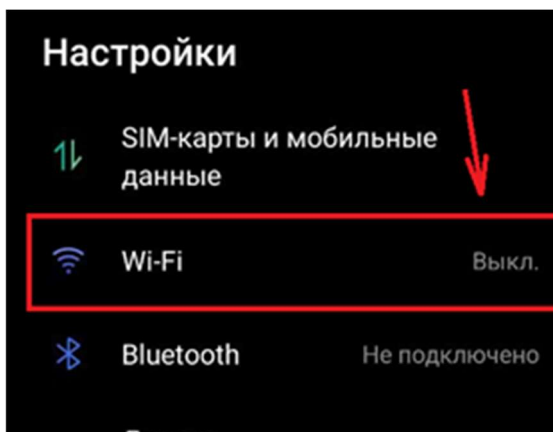 Настройки
SIM-карты и мобильные
данные
Wi-Fi
Выкл.
Bluetooth
Не подключено